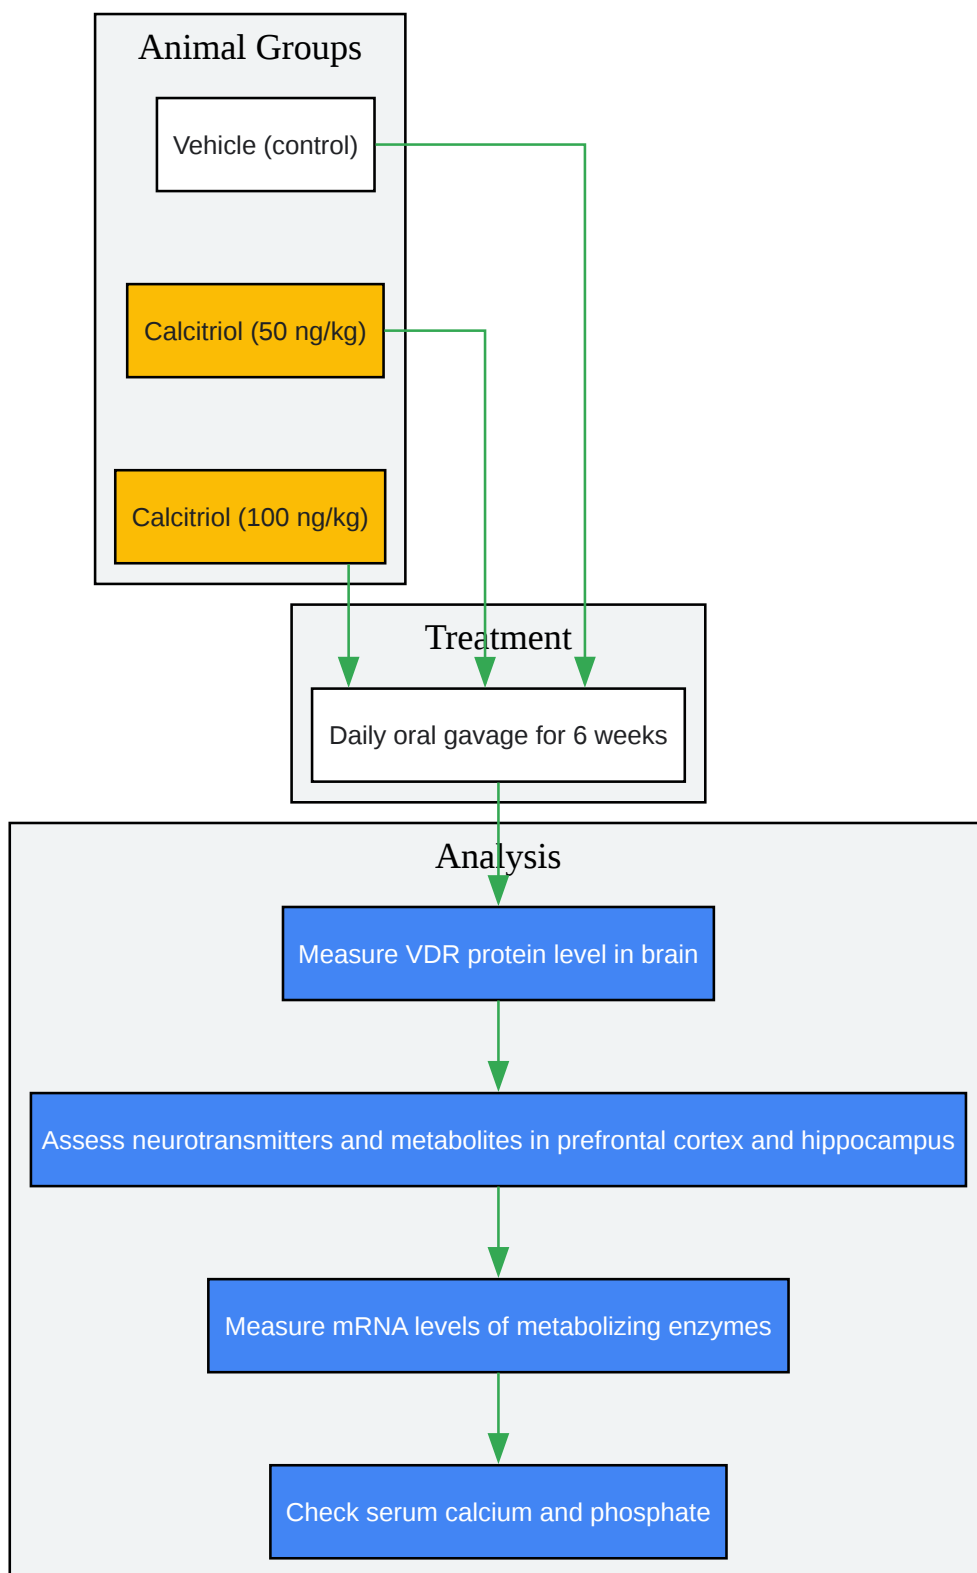 Animal Groups
Vehicle (control)
Calcitriol (50 ng/kg)
Calcitriol (100 ng/kg)
Treatment
Daily oral gavage for 6 weeks
Analysis
Measure VDR protein level in brain
Assess neurotransmitters and metabolites in prefrontal cortex and hippocampus
Measure mRNA levels of metabolizing enzymes
Check serum calcium and phosphate